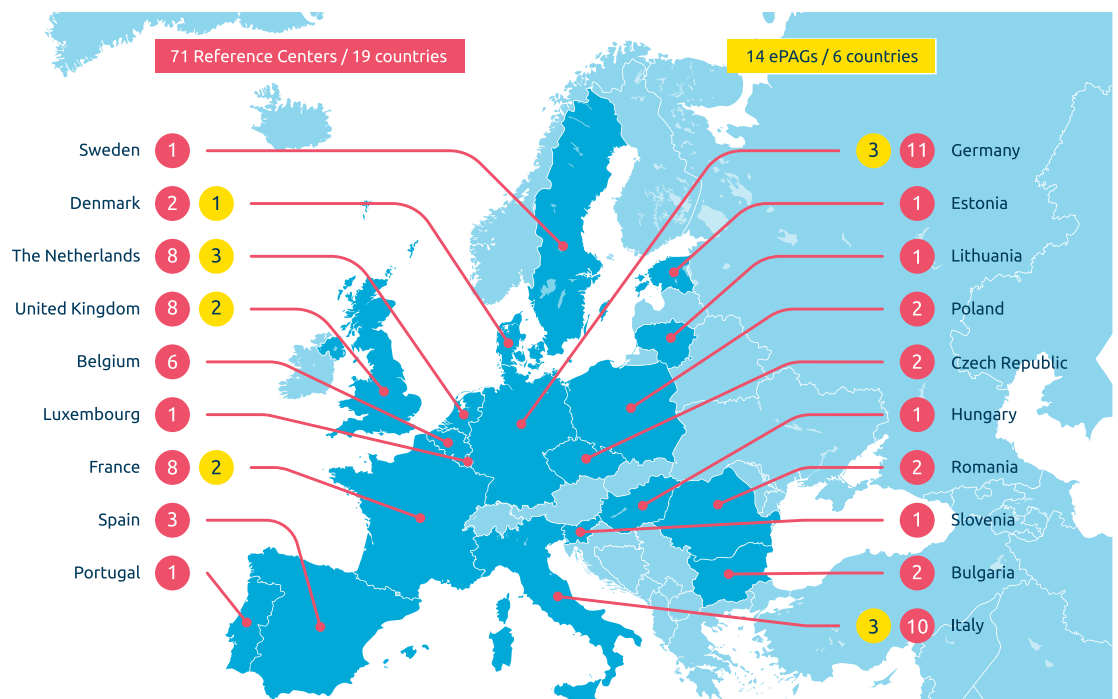 71 Reference Centers / 19 countries
14 ePAGs / 6 countries
Sweden 1
Denmark 2 1
The Netherlands 8 3
United Kingdom 8 2
Belgium 6
Luxembourg 1
France 8 2
Spain 3
Portugal 1
3 11 Germany
1 Estonia
1 Lithuania
2 Poland
2 Czech Republic
1 Hungary
2 Romania
1 Slovenia
2 Bulgaria
3 10 Italy